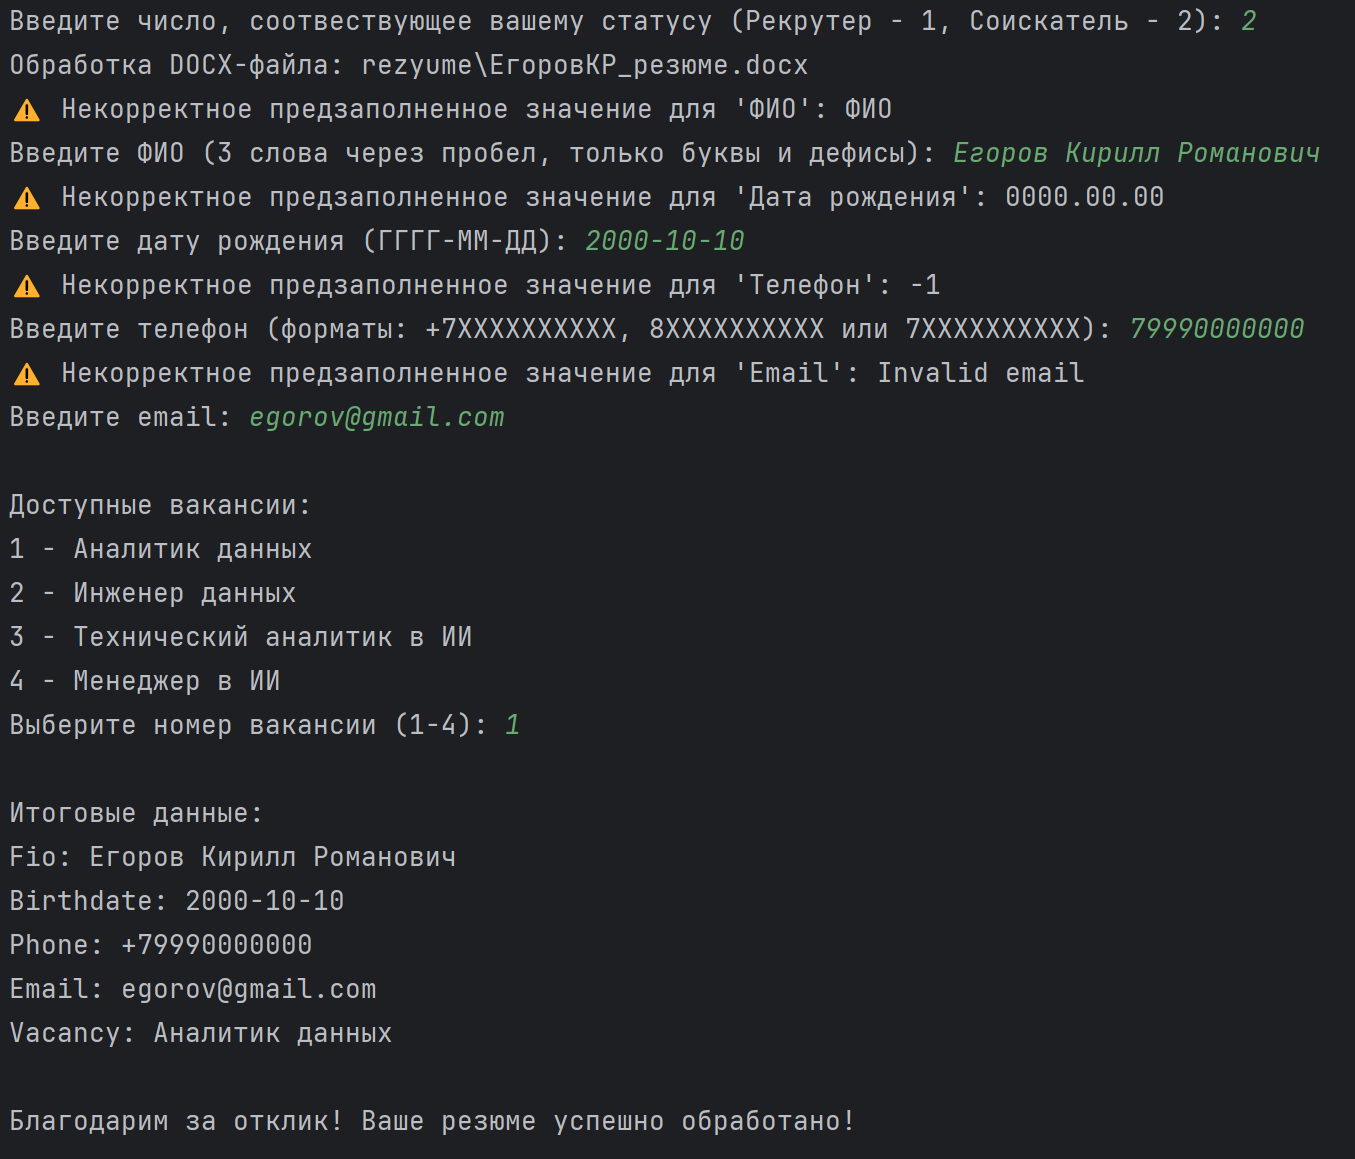 Введите число, соотвествующее вашему статусу (Рекрутер - 1, Соискатель - 2): 2
Обработка DOCX-файла: rezyume\ЕгоровКР_резюме.docx
⚠ Некорректное предзаполненное значение для 'ФИО': ФИО
Введите ФИО (3 слова через пробел, только буквы и дефисы): Егоров Кирилл Романович
⚠ Некорректное предзаполненное значение для 'Дата рождения': 0000.00.00
Введите дату рождения (ГГГГ-ММ-ДД): 2000-10-10
⚠ Некорректное предзаполненное значение для 'Телефон': -1
Введите телефон (форматы: +7XXXXXXXXXX, 8XXXXXXXXXX или 7XXXXXXXXXX): 79990000000
⚠ Некорректное предзаполненное значение для 'Email': Invalid email
Введите email: egorov@gmail.com
Доступные вакансии:
1 - Аналитик данных
2 - Инженер данных
3 - Технический аналитик в ИИ
4 - Менеджер в ИИ
Выберите номер вакансии (1-4): 1
Итоговые данные:
Fio: Егоров Кирилл Романович
Birthdate: 2000-10-10
Phone: +79990000000
Email: egorov@gmail.com
Vacancy: Аналитик данных
Благодарим за отклик! Ваше резюме успешно обработано!